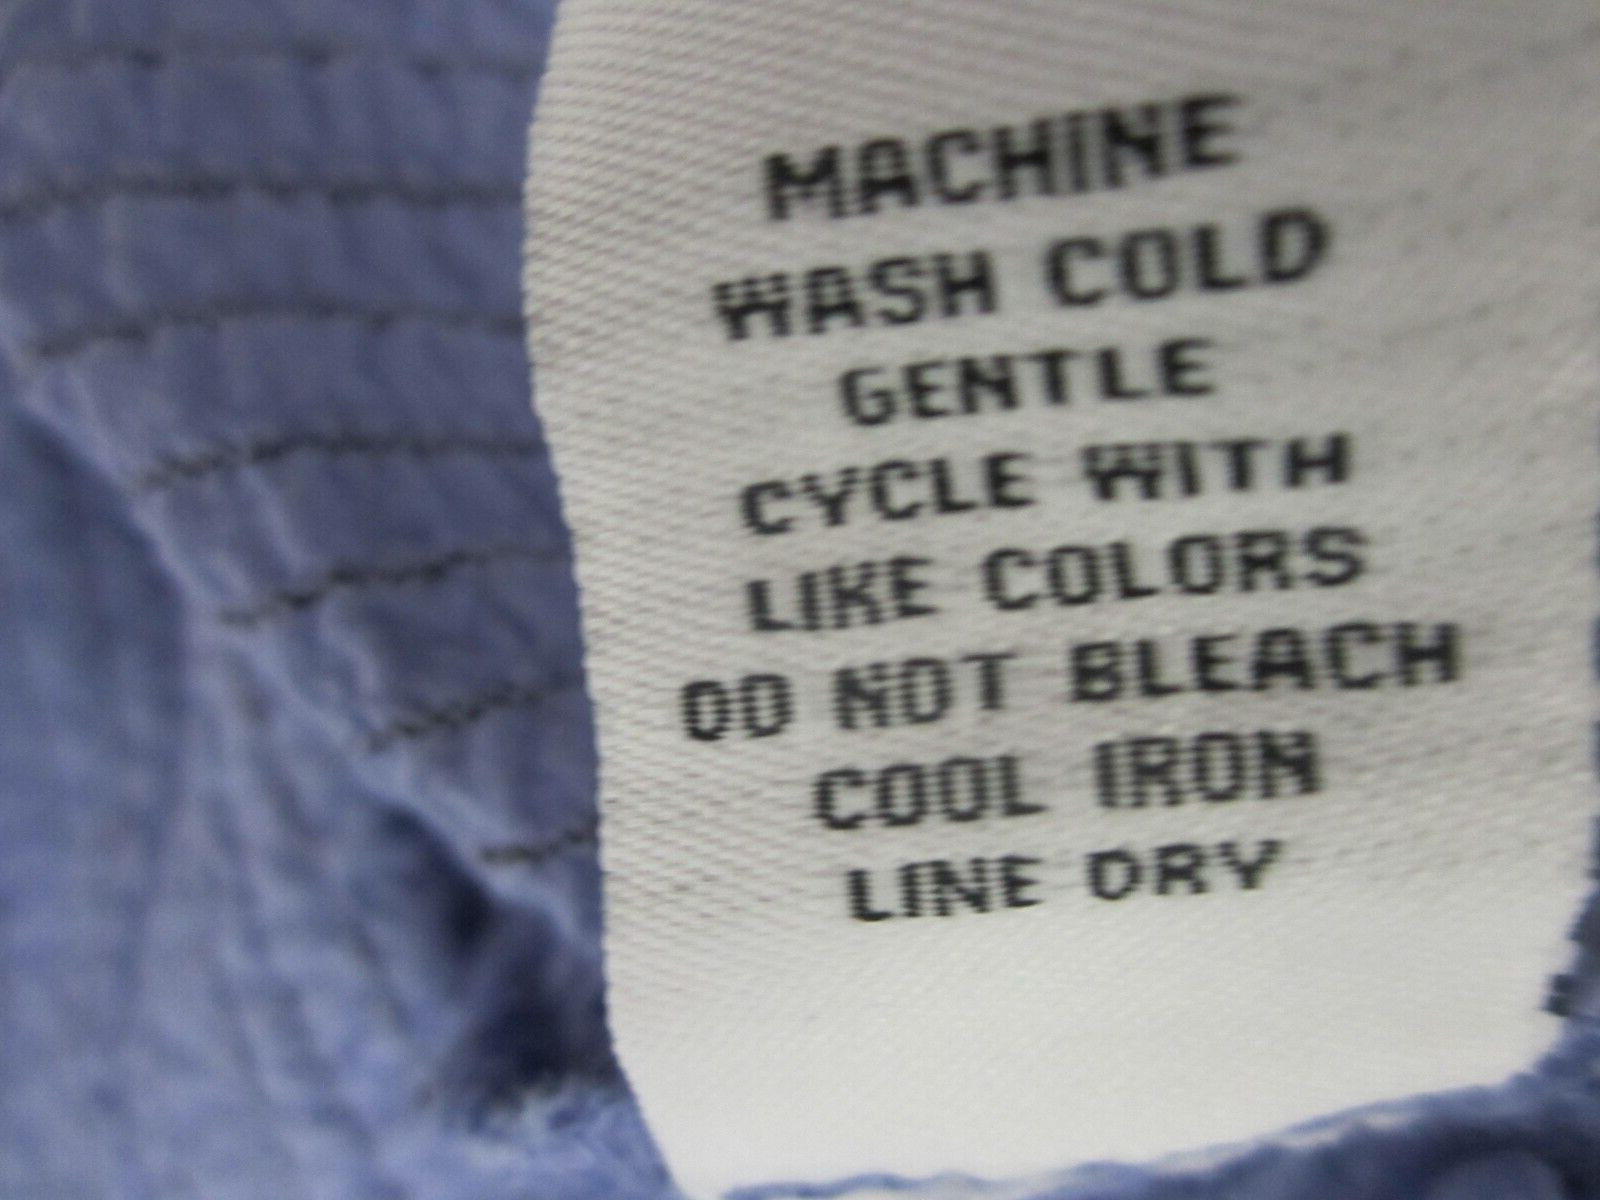 MACHINE
WASH COLD
GENTLE
CYCLE WITH
LIKE COLORS
DO NOT BLEACH
COOL IRON
LINE DRY